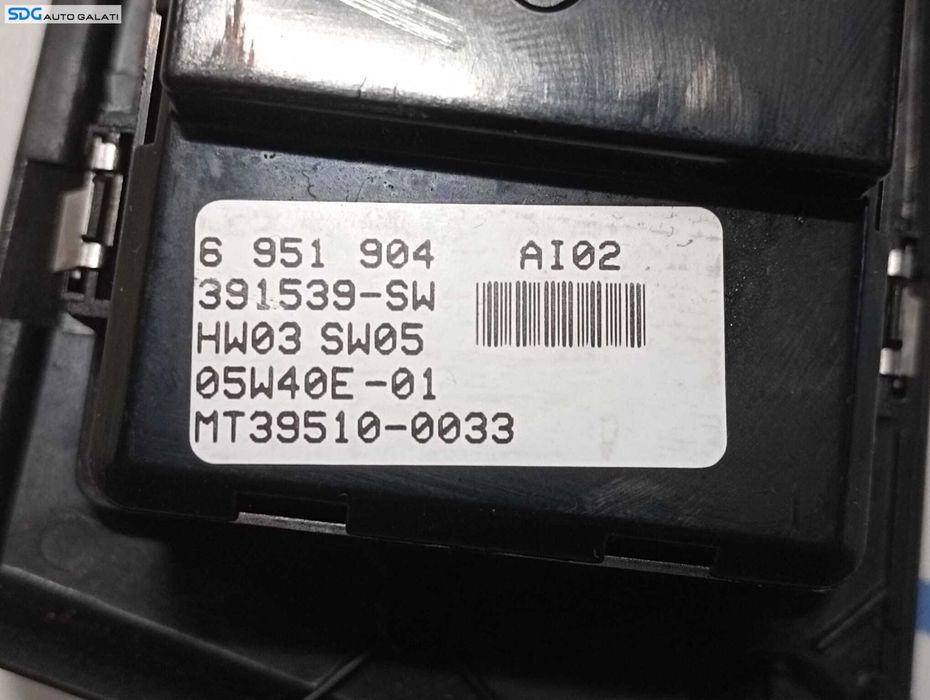 SDG AUTO GALATI
6 951 904 AI02
391539-SW
HW03 SW05
05W40E-01
MT39510-0033